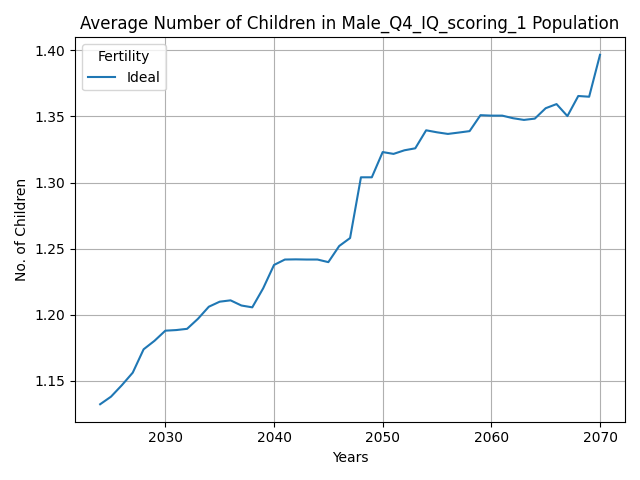 Average Number of Children in Male_Q4_IQ_scoring_1 Population
Fertility
Ideal
No. of Children
1.40
1.35
1.30
1.25
1.20
1.15
2030 2040 2050 2060 2070
Years